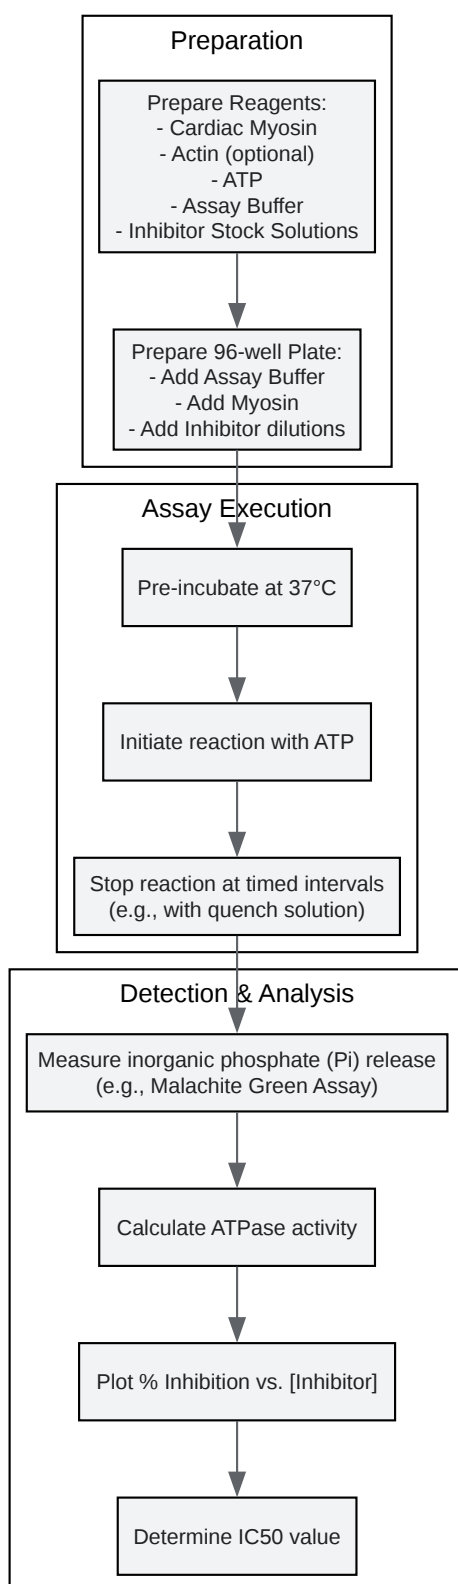 Preparation
Prepare Reagents:
- Cardiac Myosin
- Actin (optional)
- ATP
- Assay Buffer
- Inhibitor Stock Solutions
Prepare 96-well Plate:
- Add Assay Buffer
- Add Myosin
- Add Inhibitor dilutions
Assay Execution
Pre-incubate at 37°C
Initiate reaction with ATP
Stop reaction at timed intervals
(e.g., with quench solution)
Detection & Analysis
Measure inorganic phosphate (Pi) release
(e.g., Malachite Green Assay)
Calculate ATPase activity
Plot % Inhibition vs. [Inhibitor]
Determine IC50 value